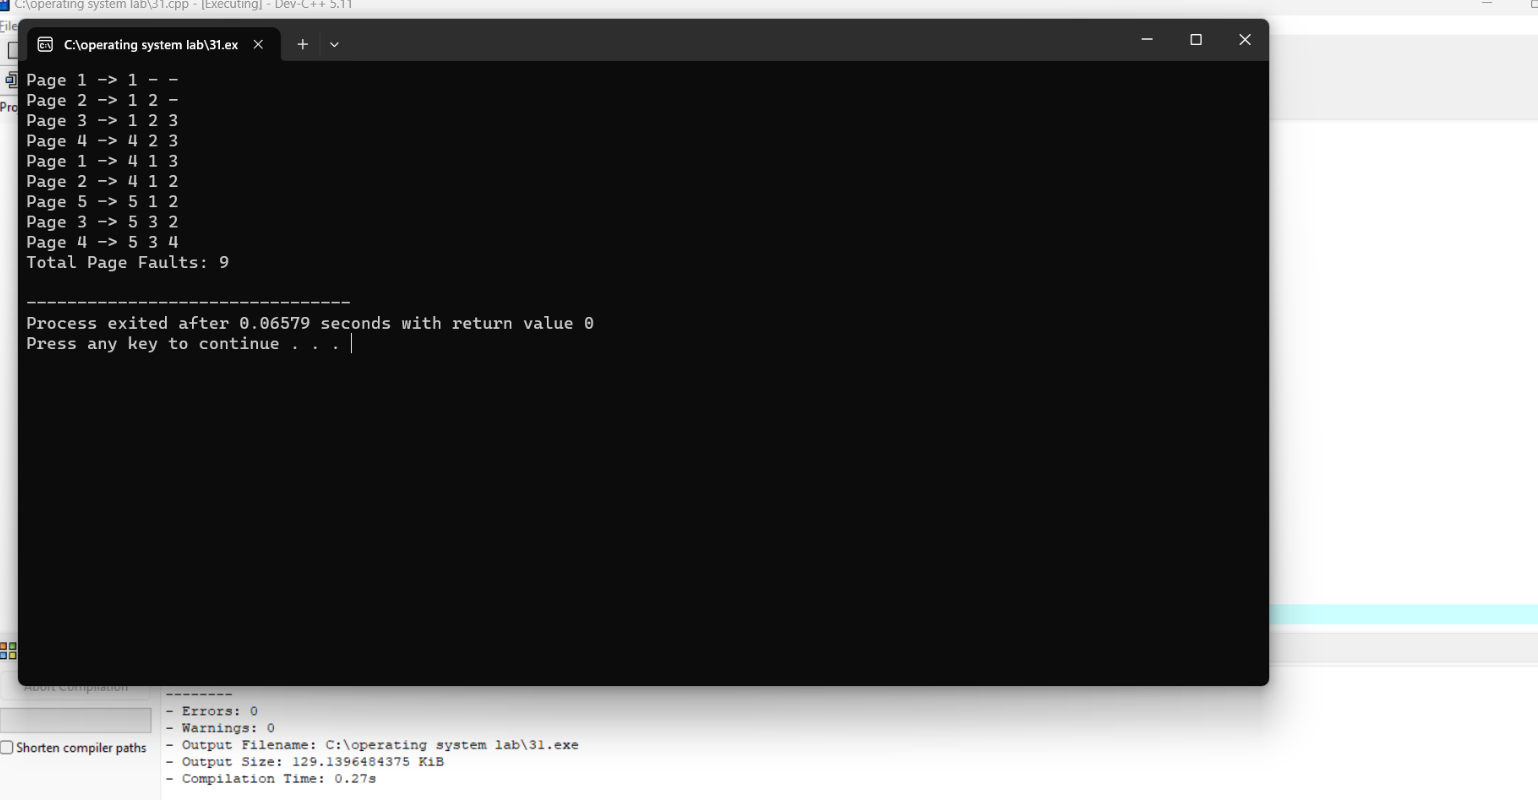 C:\operating system lab\31.cpp - [Executing] - Dev-C++ 5.11
File
C:\operating system lab\31.ex
Pro
Page 1 -> 1 - -
Page 2 -> 1 2 -
Page 3 -> 1 2 3
Page 4 -> 4 2 3
Page 1 -> 4 1 3
Page 2 -> 4 1 2
Page 5 -> 5 1 2
Page 3 -> 5 3 2
Page 4 -> 5 3 4
Total Page Faults: 9
--------------------------------
Process exited after 0.06579 seconds with return value 0
Press any key to continue . . .
Abort Compilation
--------
- Errors: 0
- Warnings: 0
Shorten compiler paths
- Output Filename: C:\operating system lab\31.exe
- Output Size: 129.1396484375 KiB
- Compilation Time: 0.27s